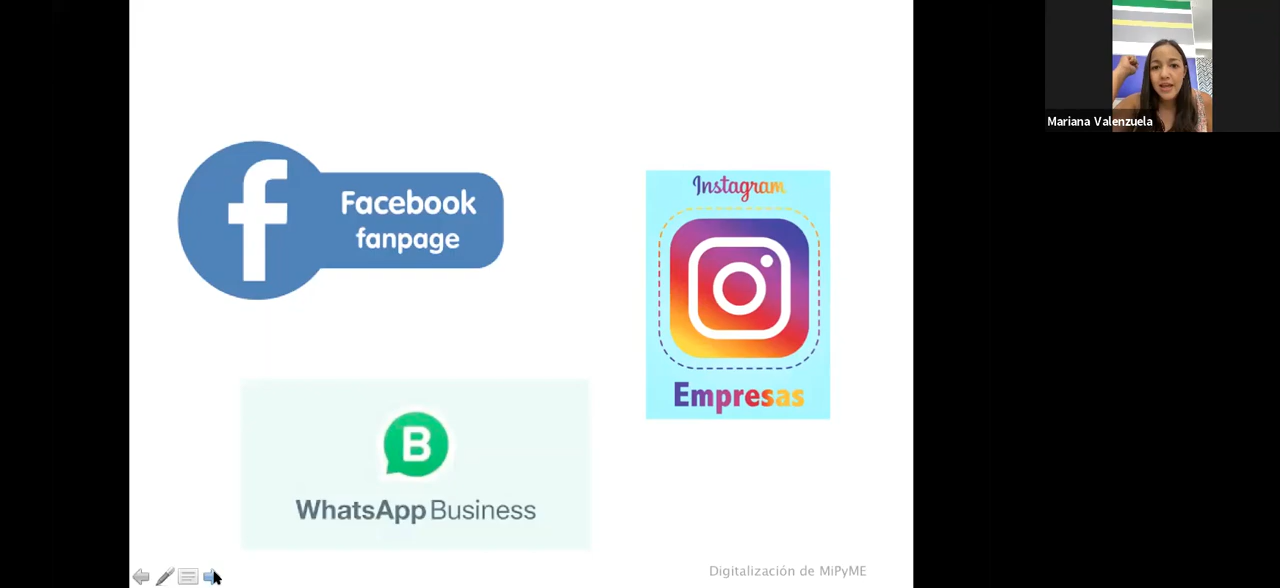 Facebook
fanpage
Instagram
Empresas
B
WhatsApp Business
Digitalización de MiPyME
Mariana Valenzuela